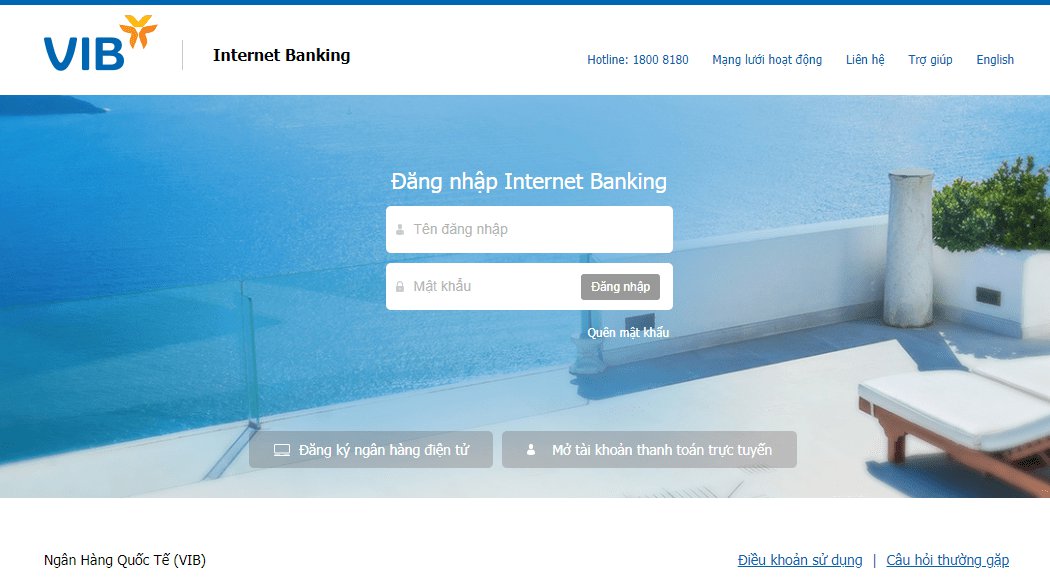 VIB
Internet Banking
Hotline: 1800 8180 Mạng lưới hoạt động Liên hệ Trợ giúp English
Đăng nhập Internet Banking
Tên đăng nhập
Mật khẩu Đăng nhập
Quên mật khẩu
Đăng ký ngân hàng điện tử Mở tài khoản thanh toán trực tuyến
Ngân Hàng Quốc Tế (VIB) Điều khoản sử dụng | Câu hỏi thường gặp